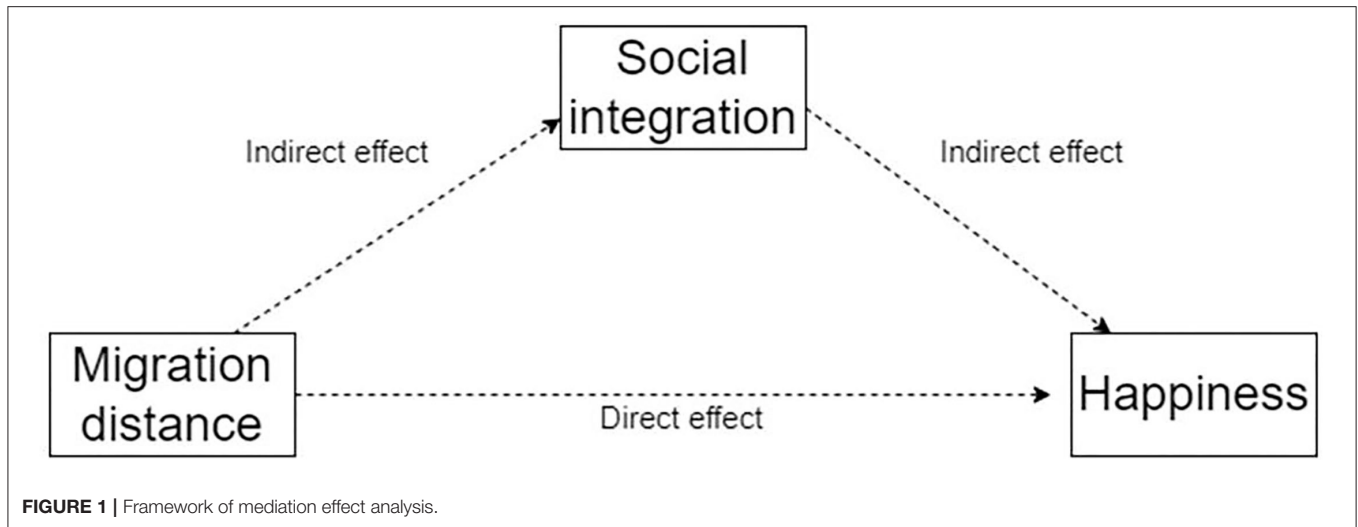 Social
integration
Indirect effect
Indirect effect
Migration
distance
Direct effect
Happiness
FIGURE 1 | Framework of mediation effect analysis.